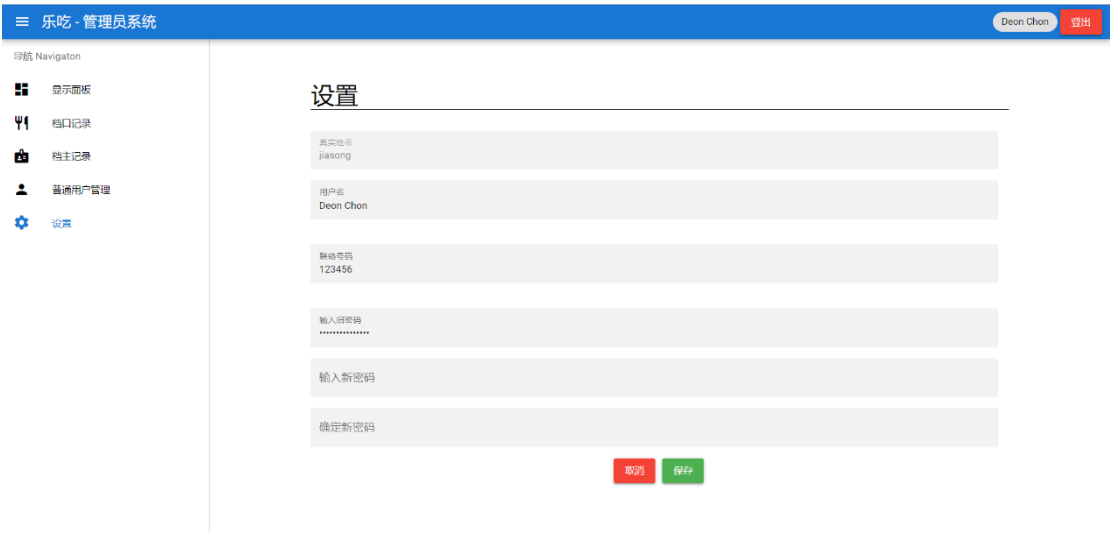 乐吃 - 管理员系统
Deon Chon
登出
导航 Navigaton
显示面板
档口记录
档主记录
普通用户管理
设置
设置
真实姓名
jiasong
用户名
Deon Chon
联络号码
123456
输入旧密码
••••••••••••••
输入新密码
确定新密码
取消
保存